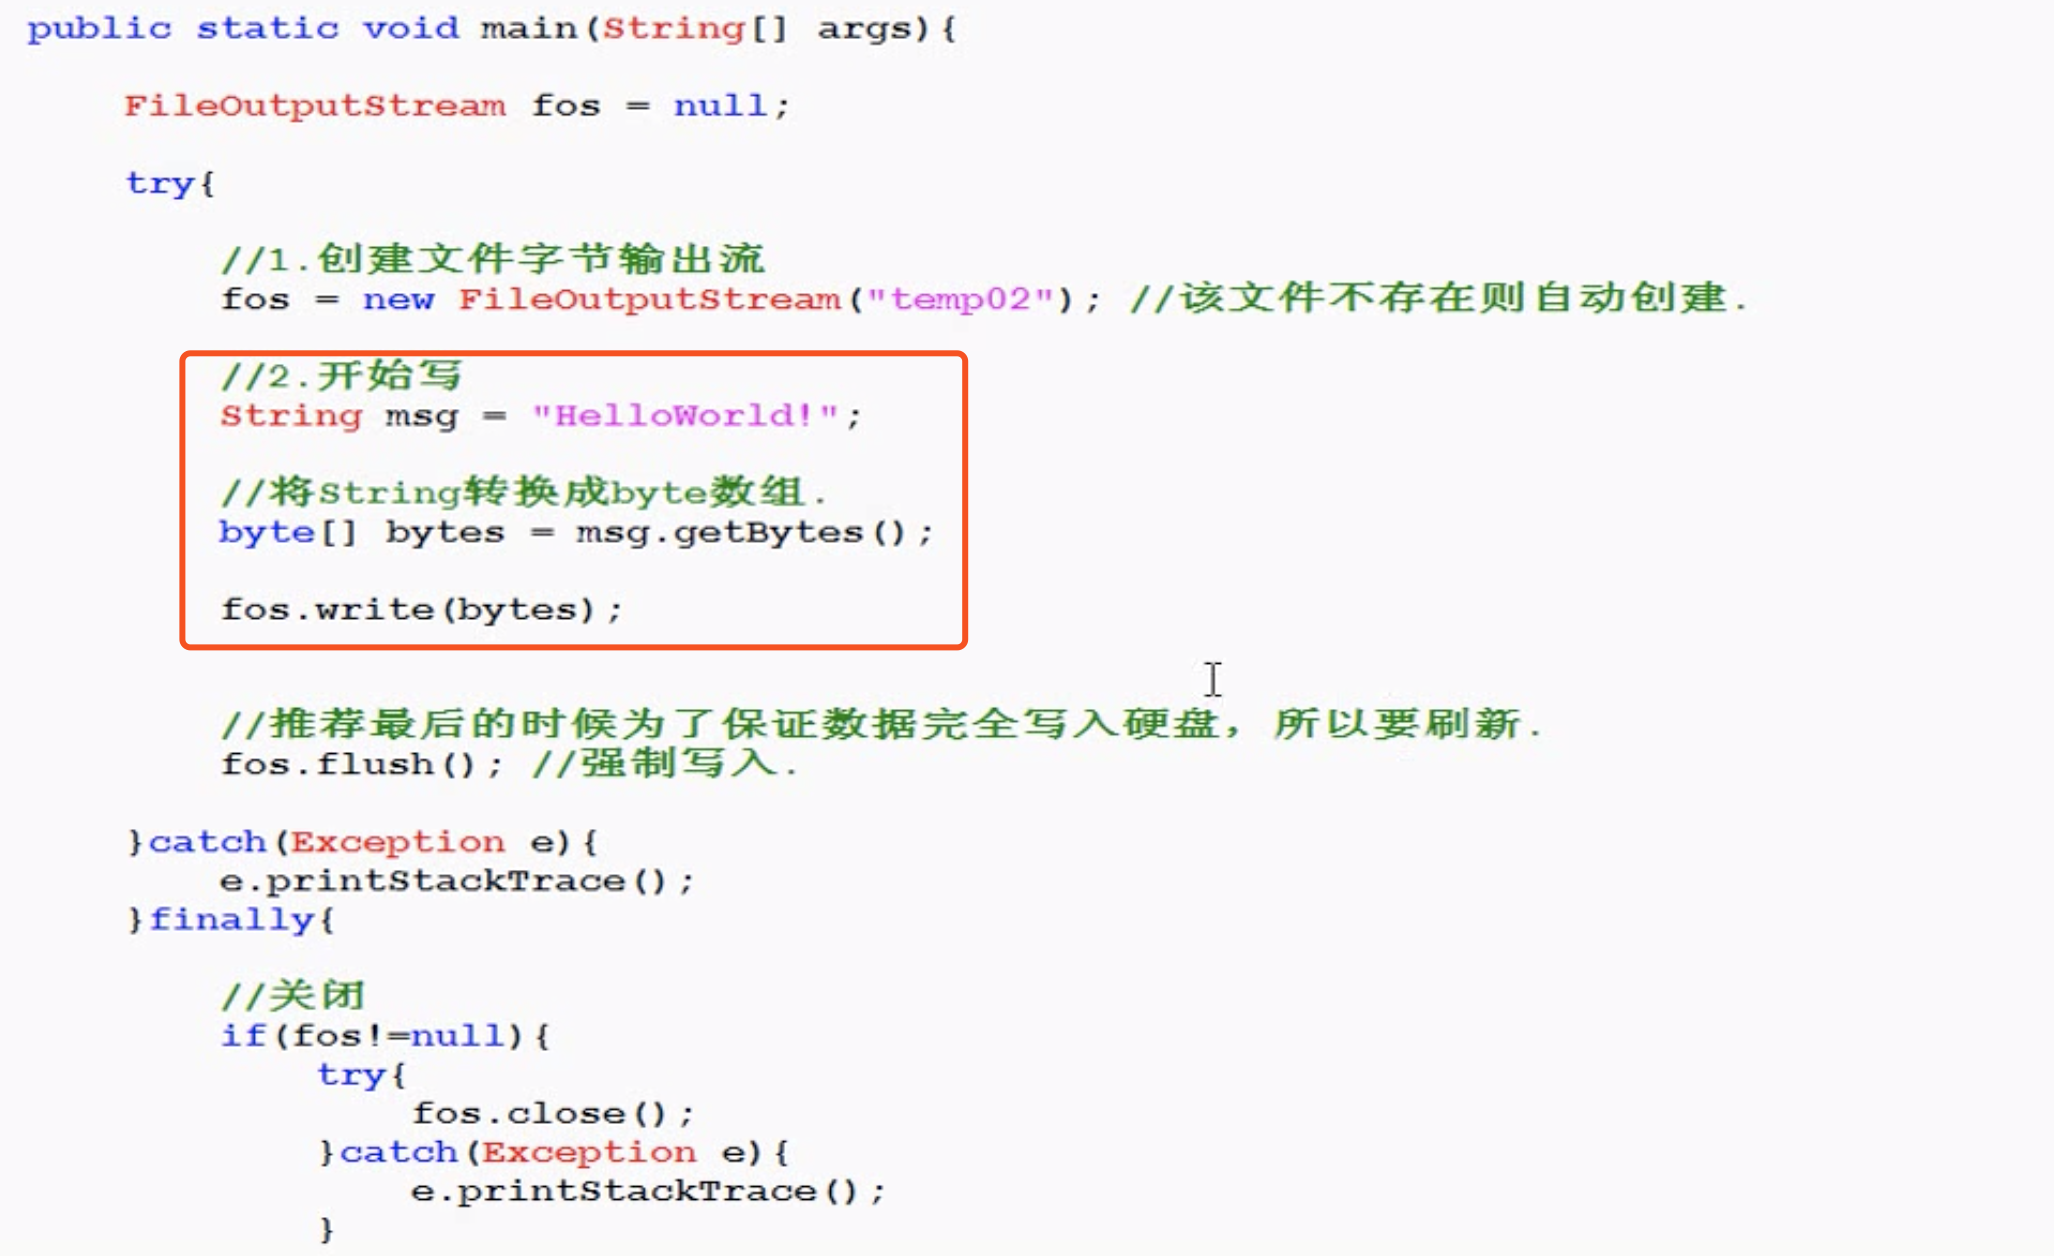 public static void main(String[] args){
FileOutputStream fos = null;
try{
//1.创建文件字节输出流
fos = new FileOutputStream("temp02"); //该文件不存在则自动创建.
//2.开始写
String msg = "HelloWorld!";
//将String转换成byte数组.
byte[] bytes = msg.getBytes();
fos.write(bytes);
//推荐最后的时候为了保证数据完全写入硬盘，所以要刷新.
fos.flush(); //强制写入.
}catch(Exception e){
e.printStackTrace();
}finally{
//关闭
if(fos!=null){
try{
fos.close();
}catch(Exception e){
e.printStackTrace();
}